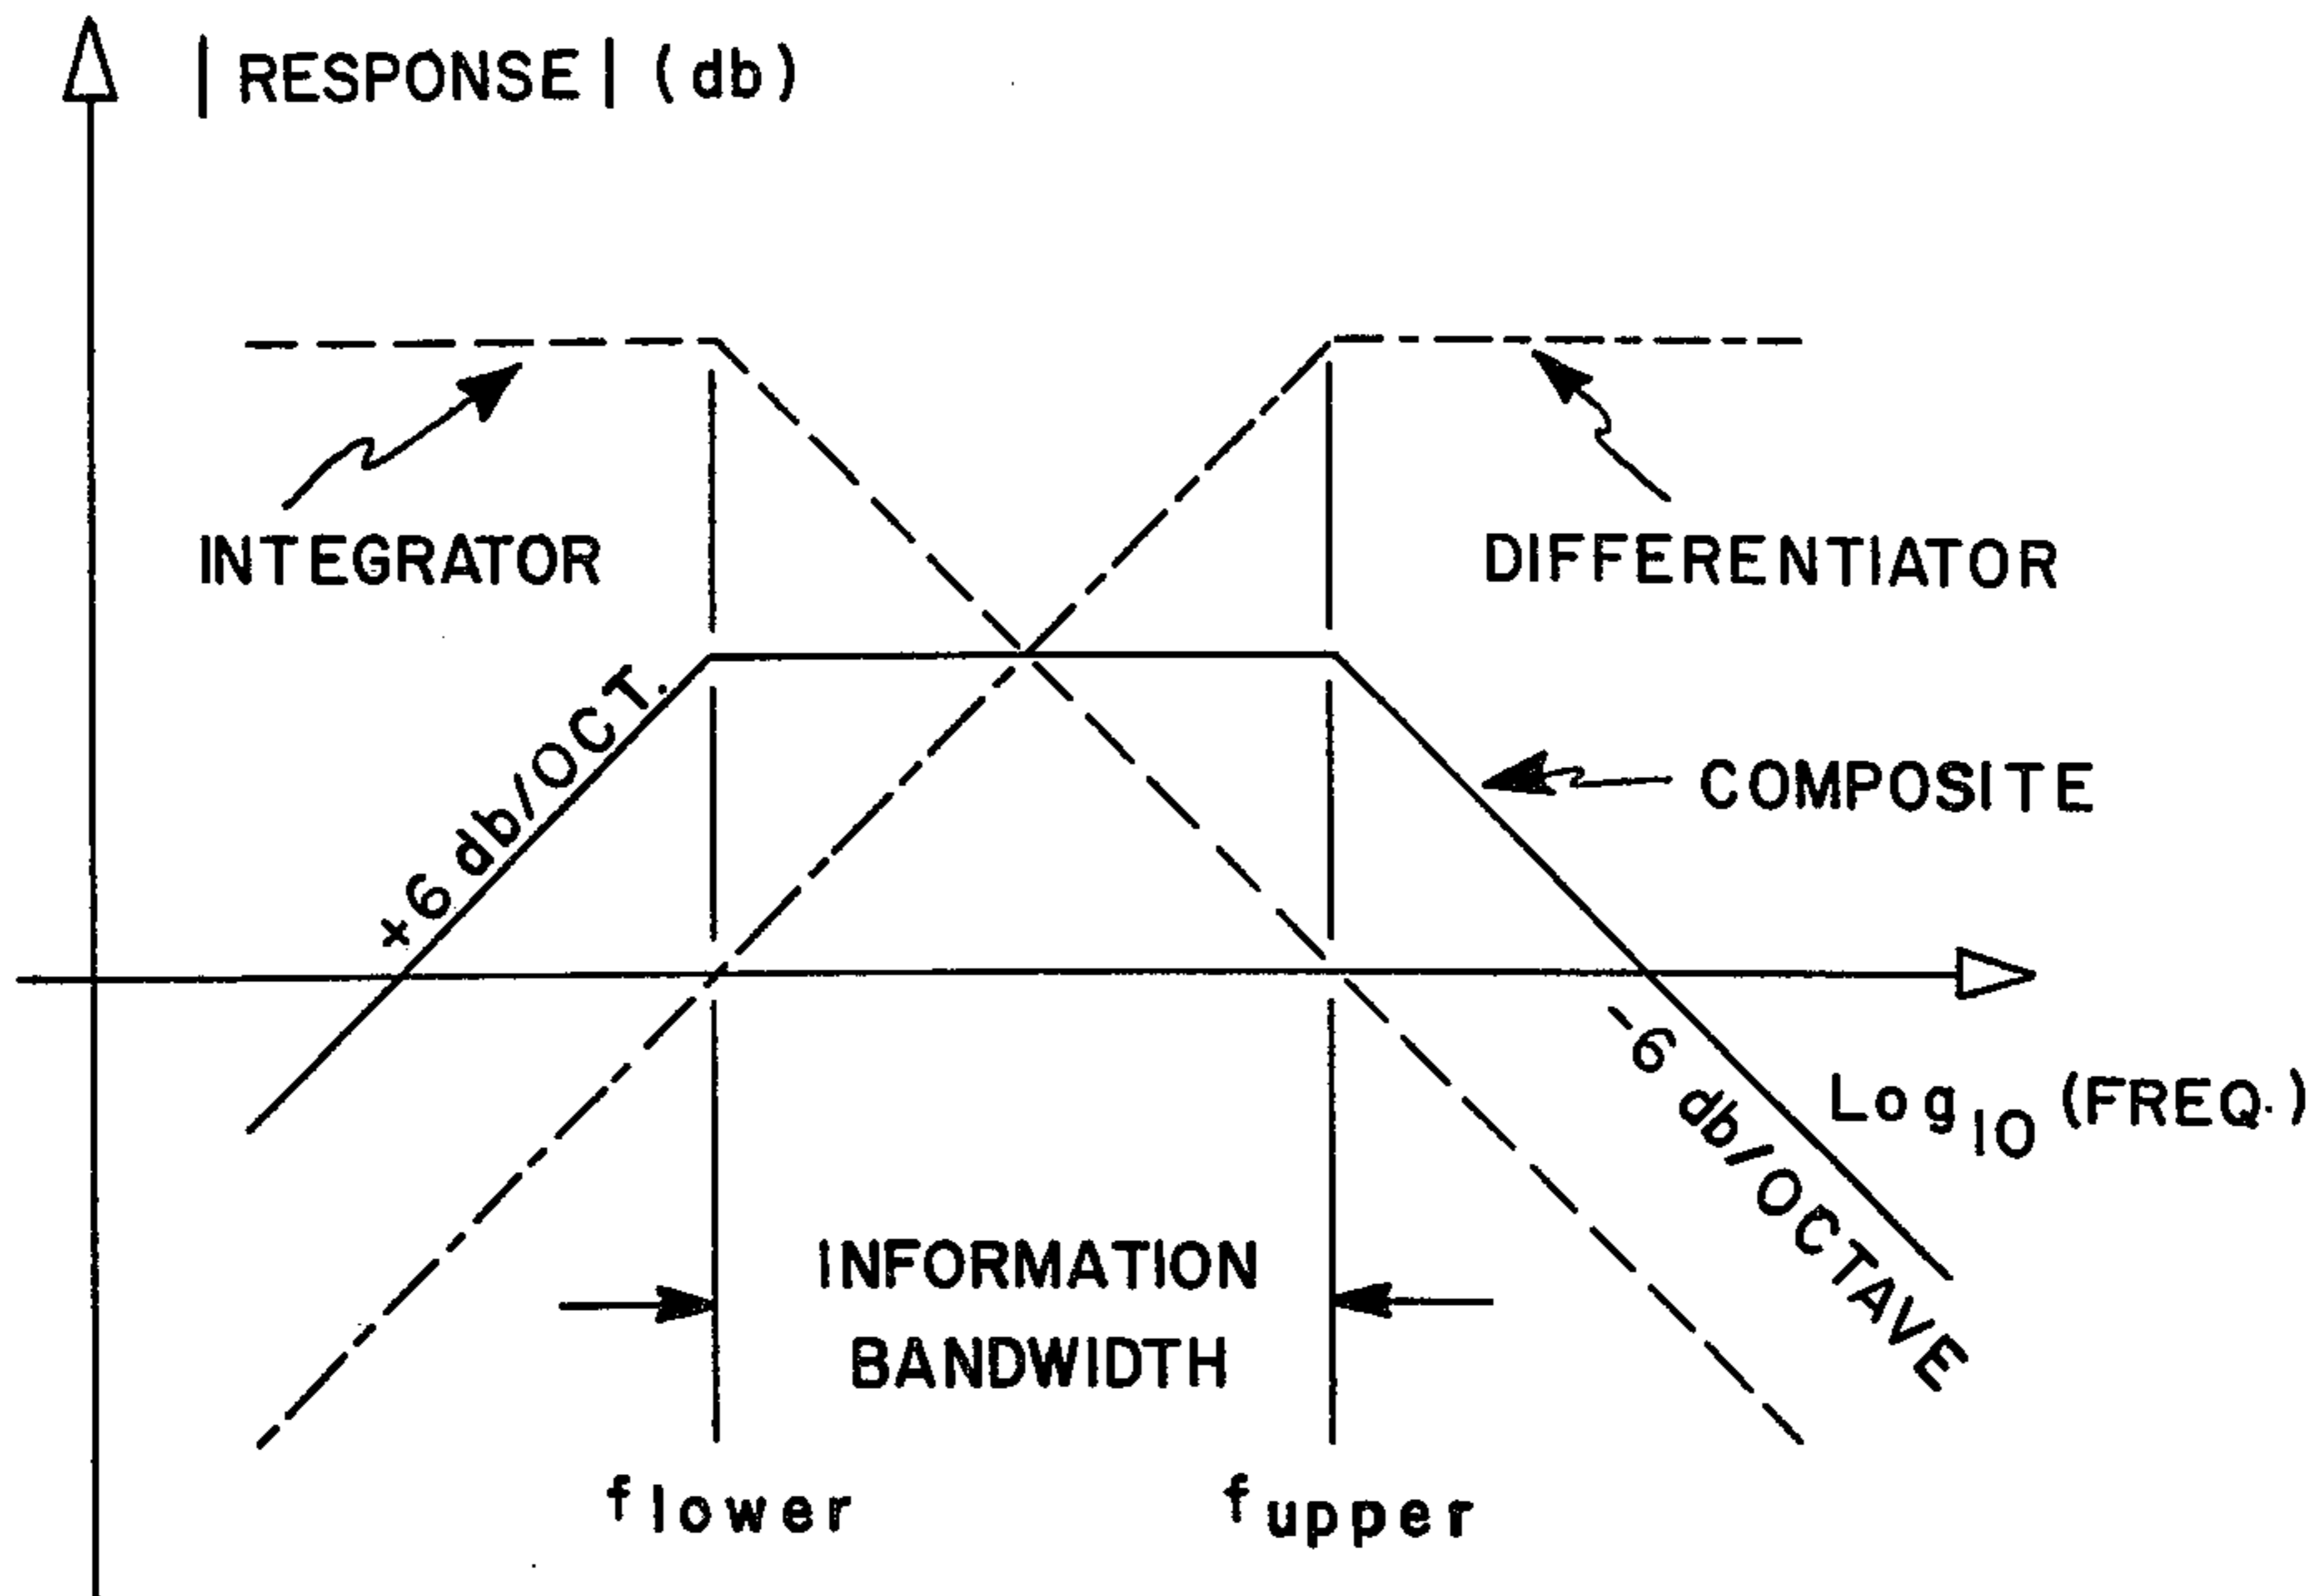 |RESPONSE| (db)
INTEGRATOR
DIFFERENTIATOR
+6 db/OCT.
COMPOSITE
-6 db/OCTAVE
Log₁₀ (FREQ.)
INFORMATION
BANDWIDTH
flower
fupper